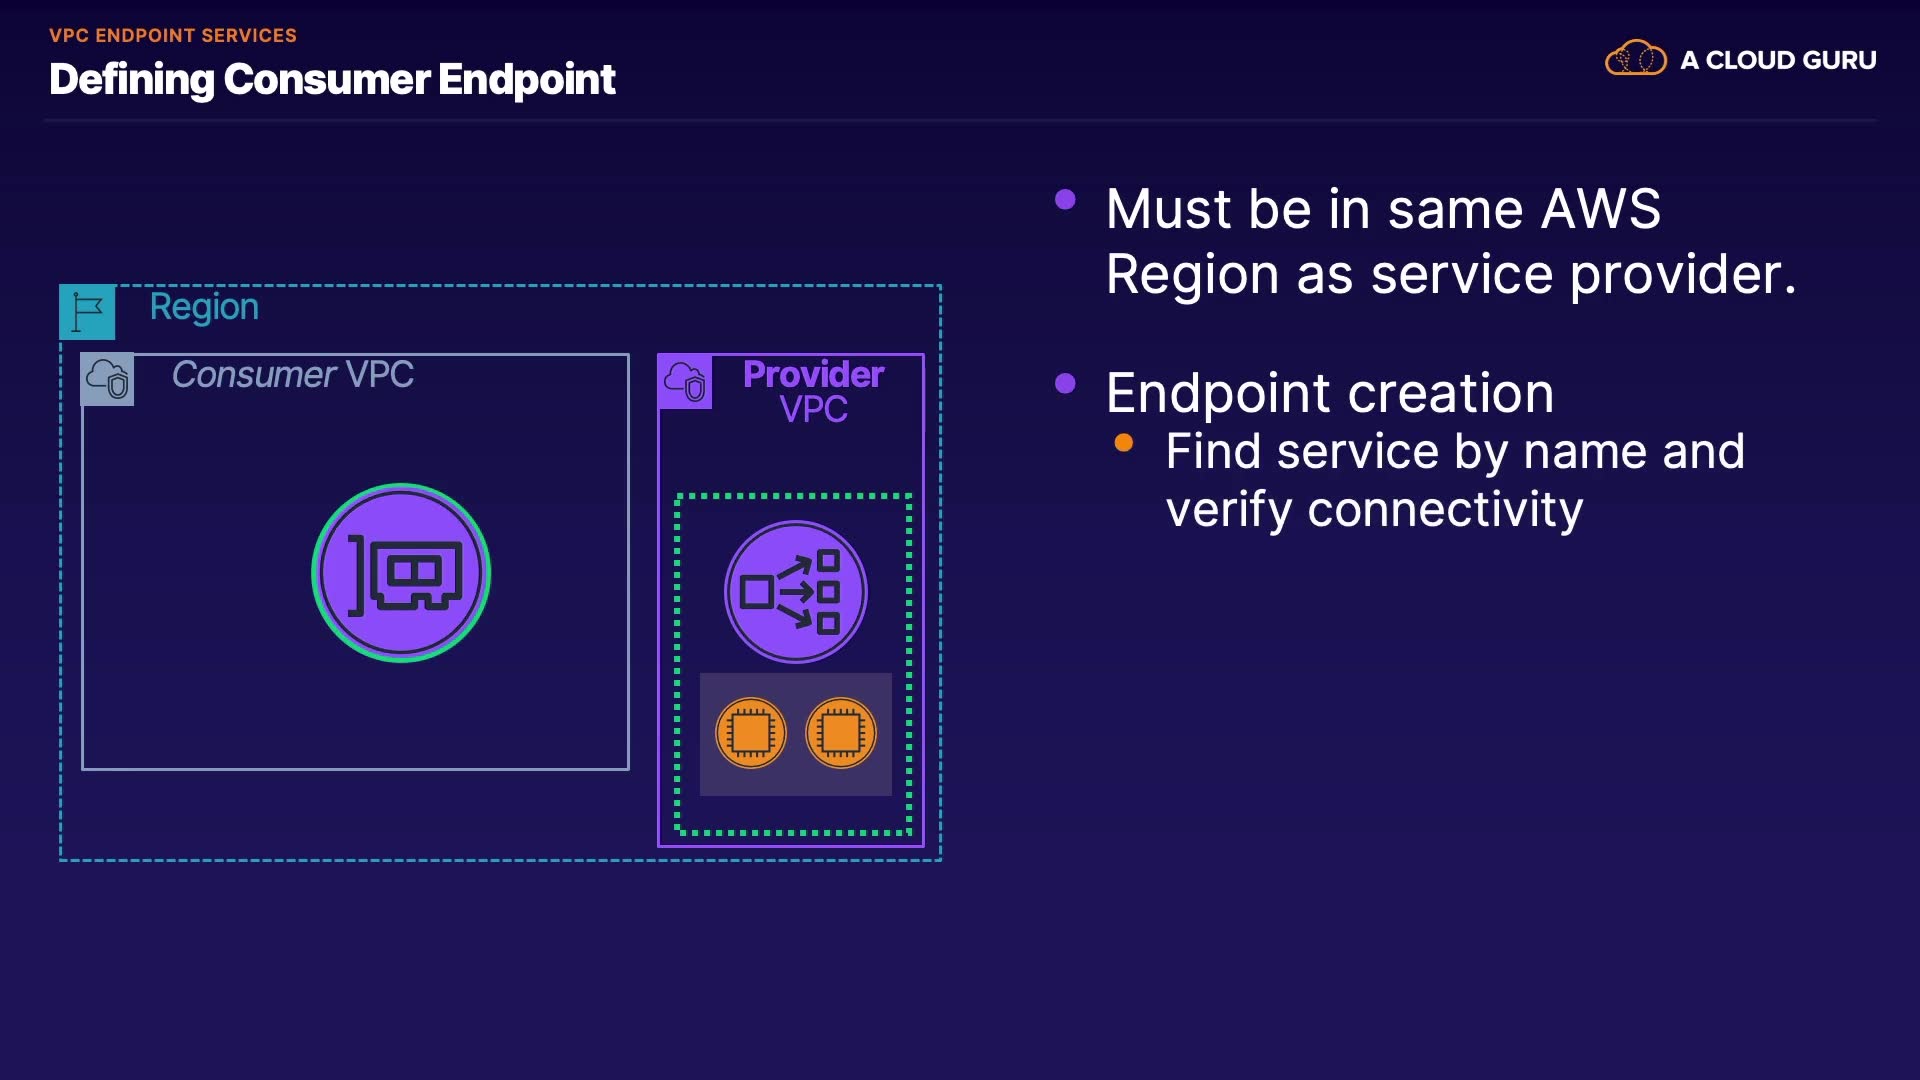 VPC ENDPOINT SERVICES
Defining Consumer Endpoint
A CLOUD GURU
Region
Consumer VPC
Provider
VPC
Must be in same AWS
Region as service provider.
Endpoint creation
Find service by name and
verify connectivity